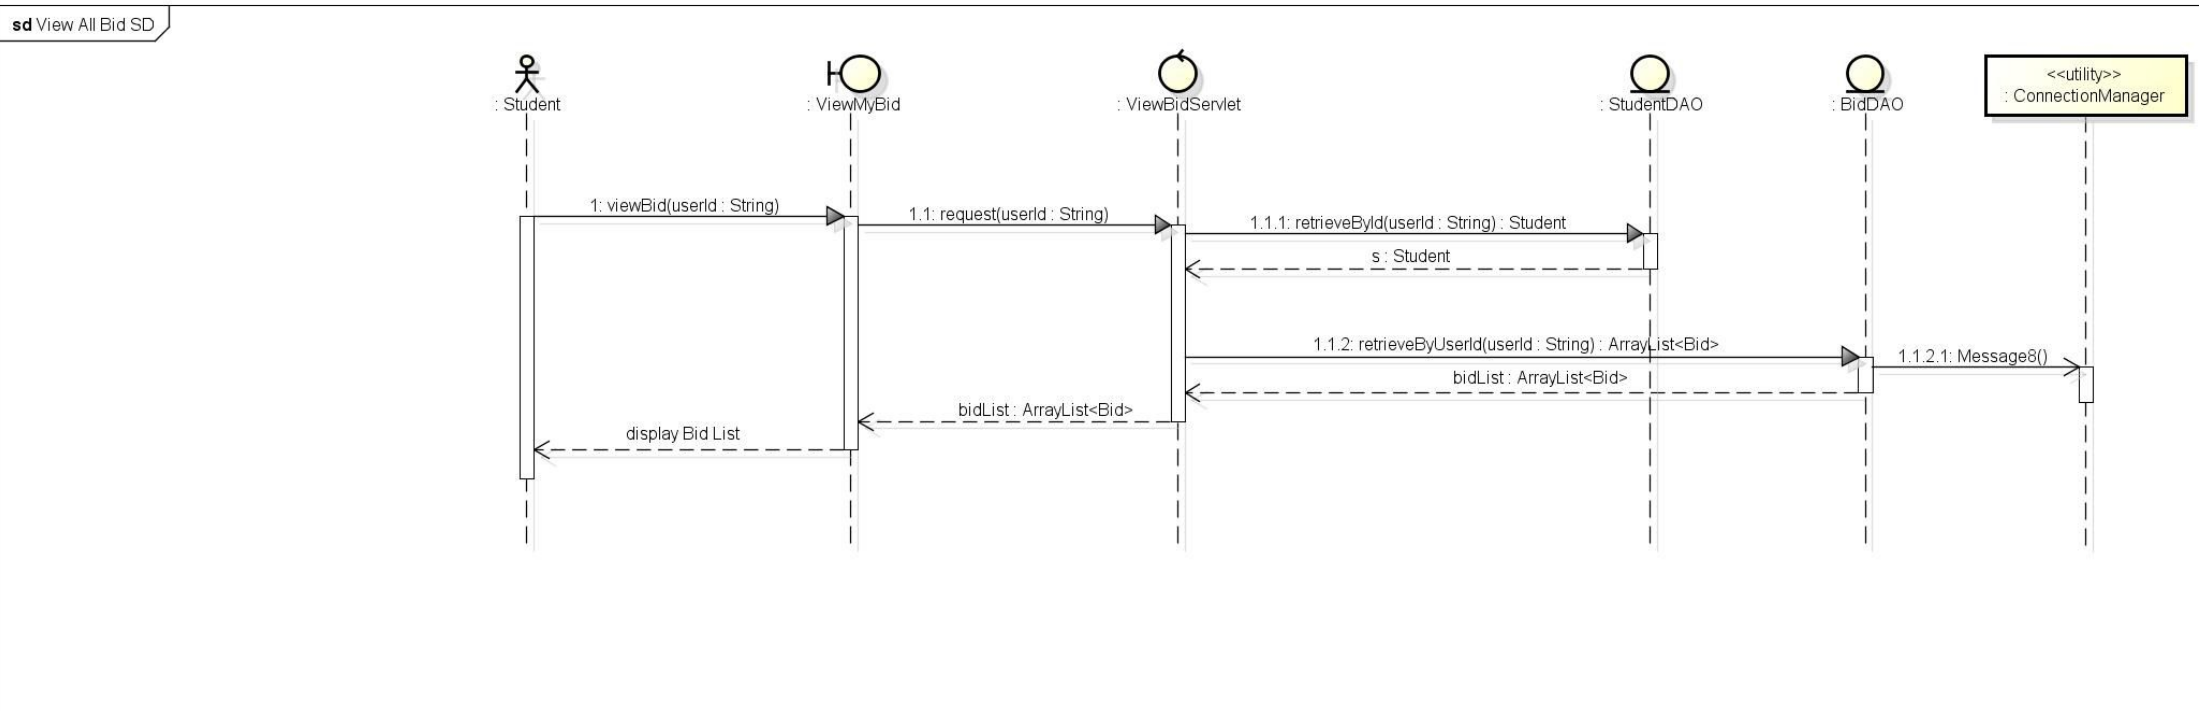 sd View All Bid SD
: Student
: ViewMyBid
: ViewBidServlet
: StudentDAO
: BidDAO
<<utility>>
: ConnectionManager
1: viewBid(userId : String)
1.1: request(userId : String)
1.1.1: retrieveById(userId : String) : Student
s : Student
1.1.2: retrieveByUserId(userId : String) : ArrayList<Bid>
1.1.2.1: Message8()
bidList : ArrayList<Bid>
bidList : ArrayList<Bid>
display Bid List